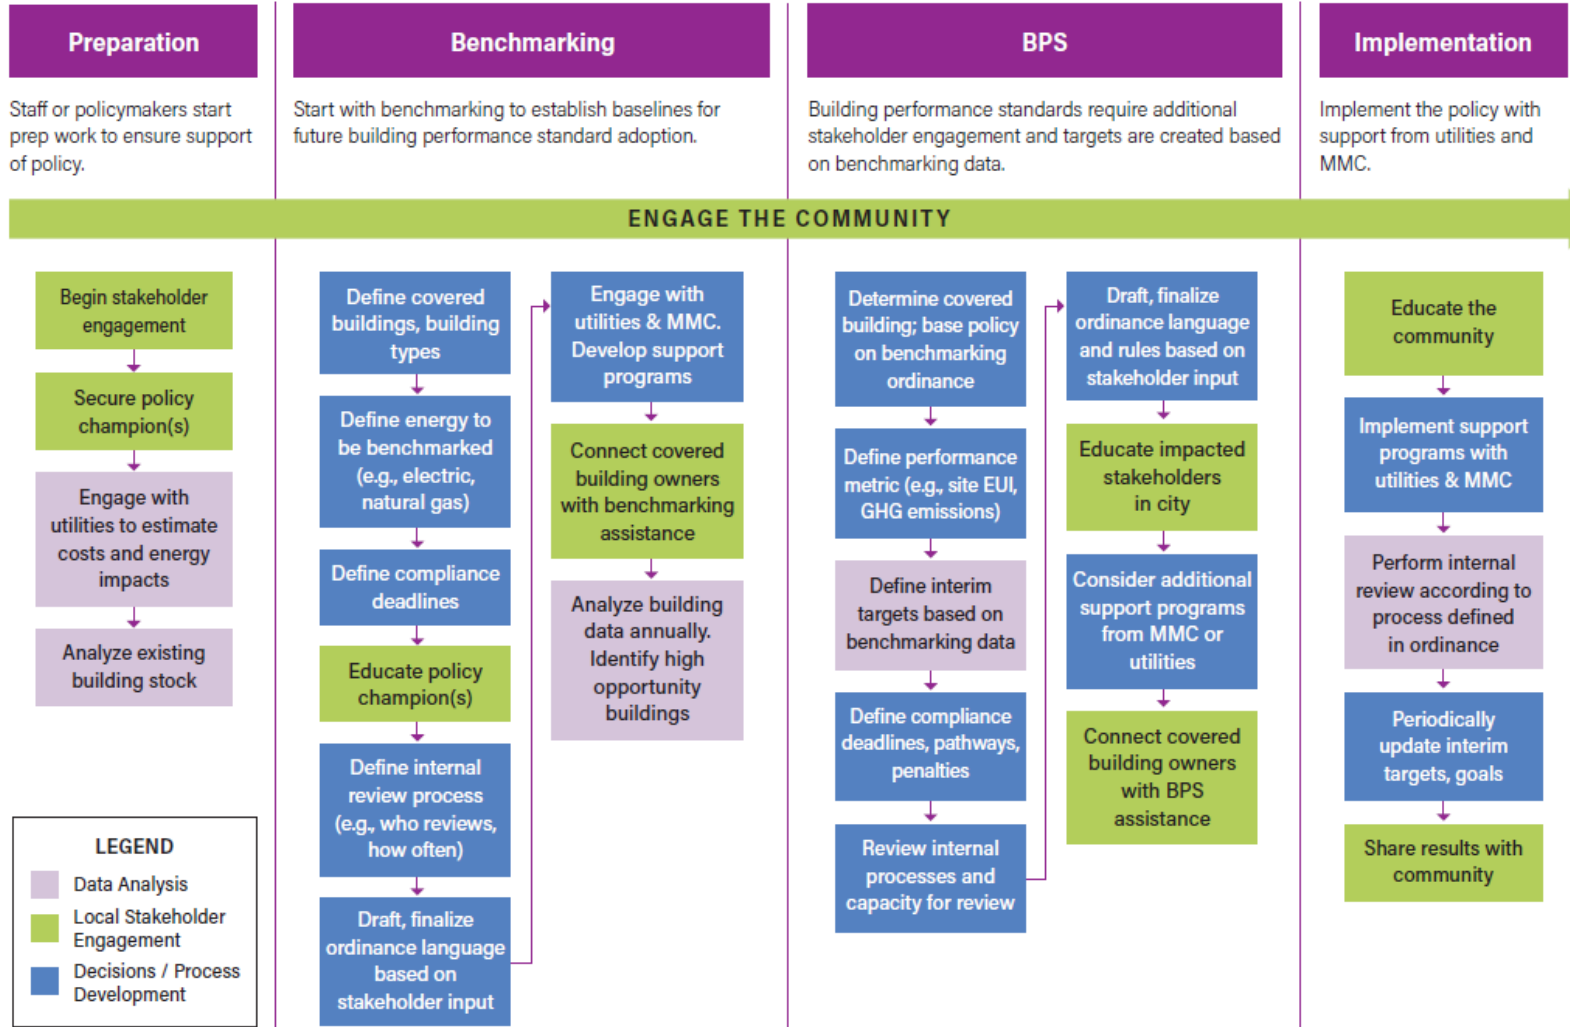 Preparation
Staff or policymakers start
prep work to ensure support
of policy.
Benchmarking
Start with benchmarking to establish baselines for
future building performance standard adoption.
BPS
Building performance standards require additional
stakeholder engagement and targets are created based
on benchmarking data.
Implementation
Implement the policy with
support from utilities and
MMC.
ENGAGE THE COMMUNITY
Begin stakeholder
engagement
Secure policy
champion(s)
Engage with
utilities to estimate
costs and energy
impacts
Analyze existing
building stock
Define covered
buildings, building
types
Define energy to
be benchmarked
(e.g., electric,
natural gas)
Define compliance
deadlines
Educate policy
champion(s)
Define internal
review process
(e.g., who reviews,
how often)
Draft, finalize
ordinance language
based on
stakeholder input
Engage with
utilities & MMC.
Develop support
programs
Connect covered
building owners
with benchmarking
assistance
Analyze building
data annually.
Identify high
opportunity
buildings
Determine covered
building; base policy
on benchmarking
ordinance
Define performance
metric (e.g., site EUI,
GHG emissions)
Define interim
targets based on
benchmarking data
Define compliance
deadlines, pathways,
penalties
Review internal
processes and
capacity for review
Draft, finalize
ordinance language
and rules based on
stakeholder input
Educate impacted
stakeholders
in city
Consider additional
support programs
from MMC or
utilities
Connect covered
building owners
with BPS
assistance
Educate the
community
Implement support
programs with
utilities & MMC
Perform internal
review according to
process defined
in ordinance
Periodically
update interim
targets, goals
Share results with
community
LEGEND
Data Analysis
Local Stakeholder
Engagement
Decisions / Process
Development